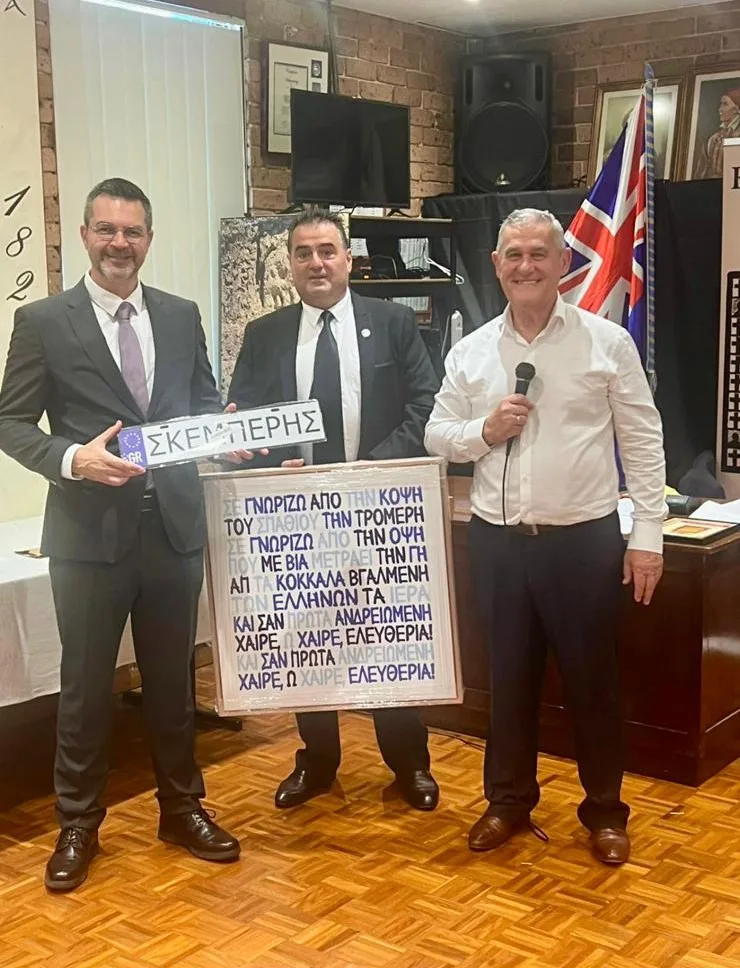 Α
182
GR
ΣΚΕΜΠΕΡΗΣ
ΣΕ ΓΝΩΡΙΖΩ ΑΠΟ ΤΗΝ ΚΟΨΗ
ΤΟΥ ΣΠΑΘΙΟΥ ΤΗΝ ΤΡΟΜΕΡΗ
ΣΕ ΓΝΩΡΙΖΩ ΑΠΟ ΤΗΝ ΟΨΗ
ΠΟΥ ΜΕ ΒΙΑ ΜΕΤΡΑΕΙ ΤΗΝ ΓΗ
ΑΠ ΤΑ ΚΟΚΚΑΛΑ ΒΓΑΛΜΕΝΗ
ΤΩΝ ΕΛΛΗΝΩΝ ΤΑ ΙΕΡΑ
ΚΑΙ ΣΑΝ ΠΡΩΤΑ ΑΝΔΡΕΙΩΜΕΝΗ
ΧΑΙΡΕ, Ω ΧΑΙΡΕ, ΕΛΕΥΘΕΡΙΑ!
ΚΑΙ ΣΑΝ ΠΡΩΤΑ ΑΝΔΡΕΙΩΜΕΝΗ
ΧΑΙΡΕ, Ω ΧΑΙΡΕ, ΕΛΕΥΘΕΡΙΑ!